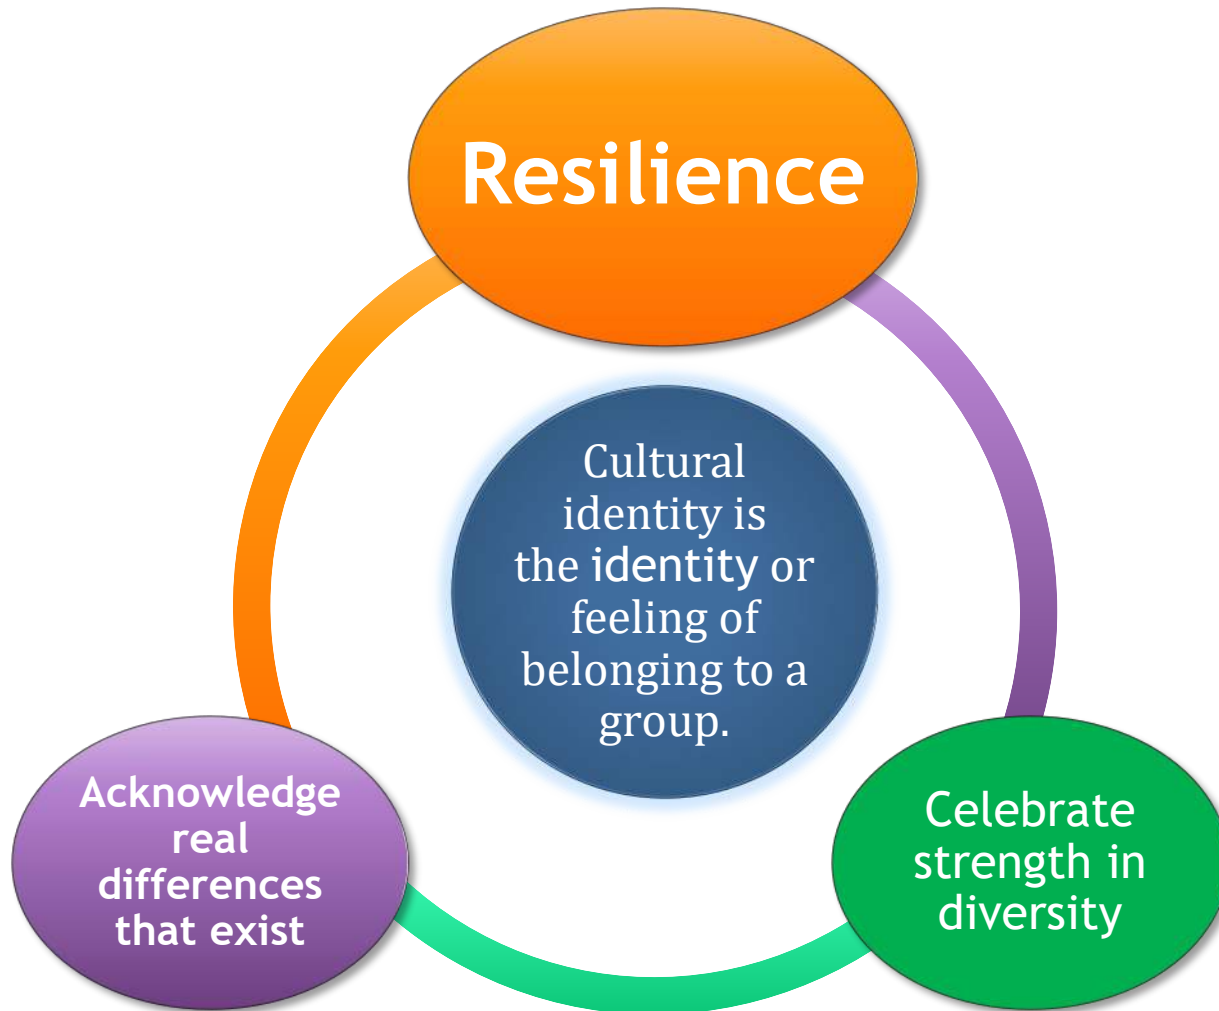 Resilience
Cultural
identity is
the identity or
feeling of
belonging to a
group.
Acknowledge
real
differences
that exist
Celebrate
strength in
diversity